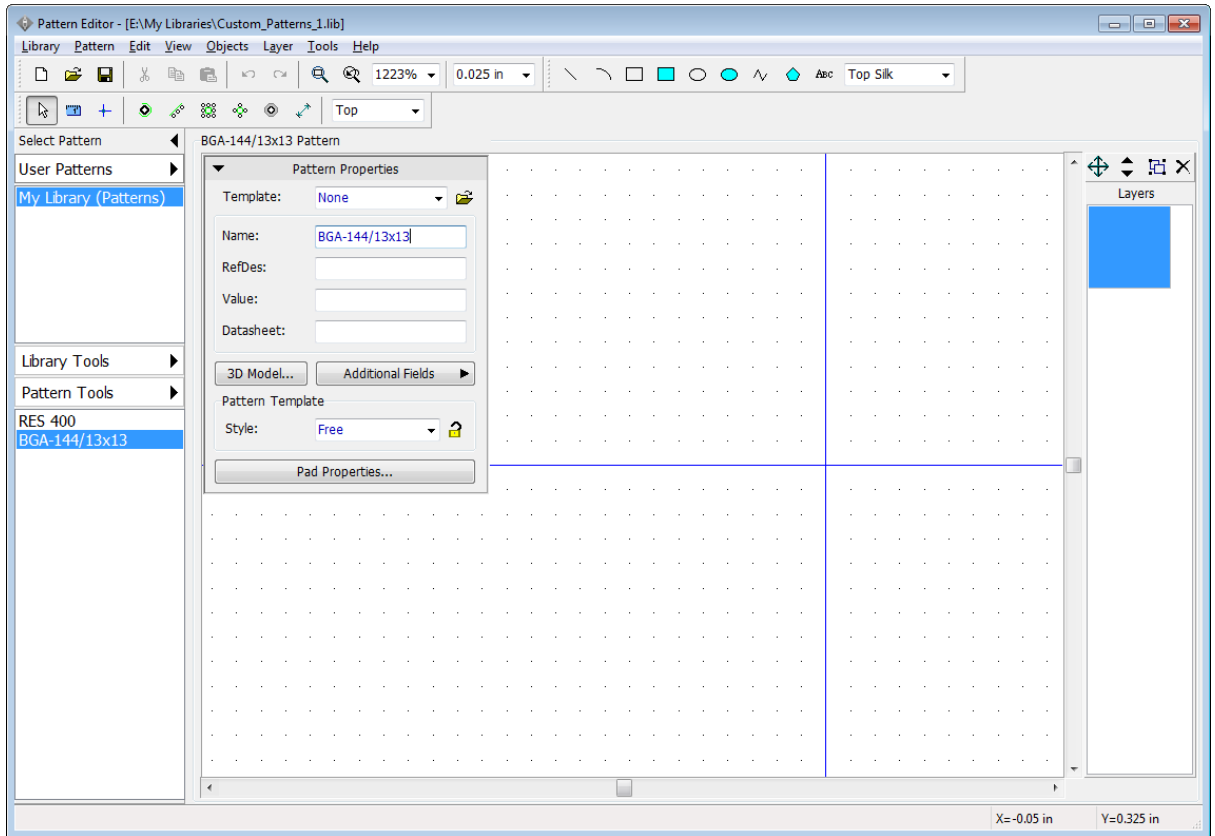 Pattern Editor - [E:\My Libraries\Custom_Patterns_1.lib]
Library Pattern Edit View Objects Layer Tools Help
1223% 0.025 in ABC Top Silk
Top
Select Pattern
BGA-144/13x13 Pattern
User Patterns
My Library (Patterns)
Library Tools
Pattern Tools
RES 400
BGA-144/13x13
Pattern Properties
Template: None
Name: BGA-144/13x13
RefDes:
Value:
Datasheet:
3D Model... Additional Fields
Pattern Template
Style: Free
Pad Properties...
Layers
X=-0.05 in Y=0.325 in